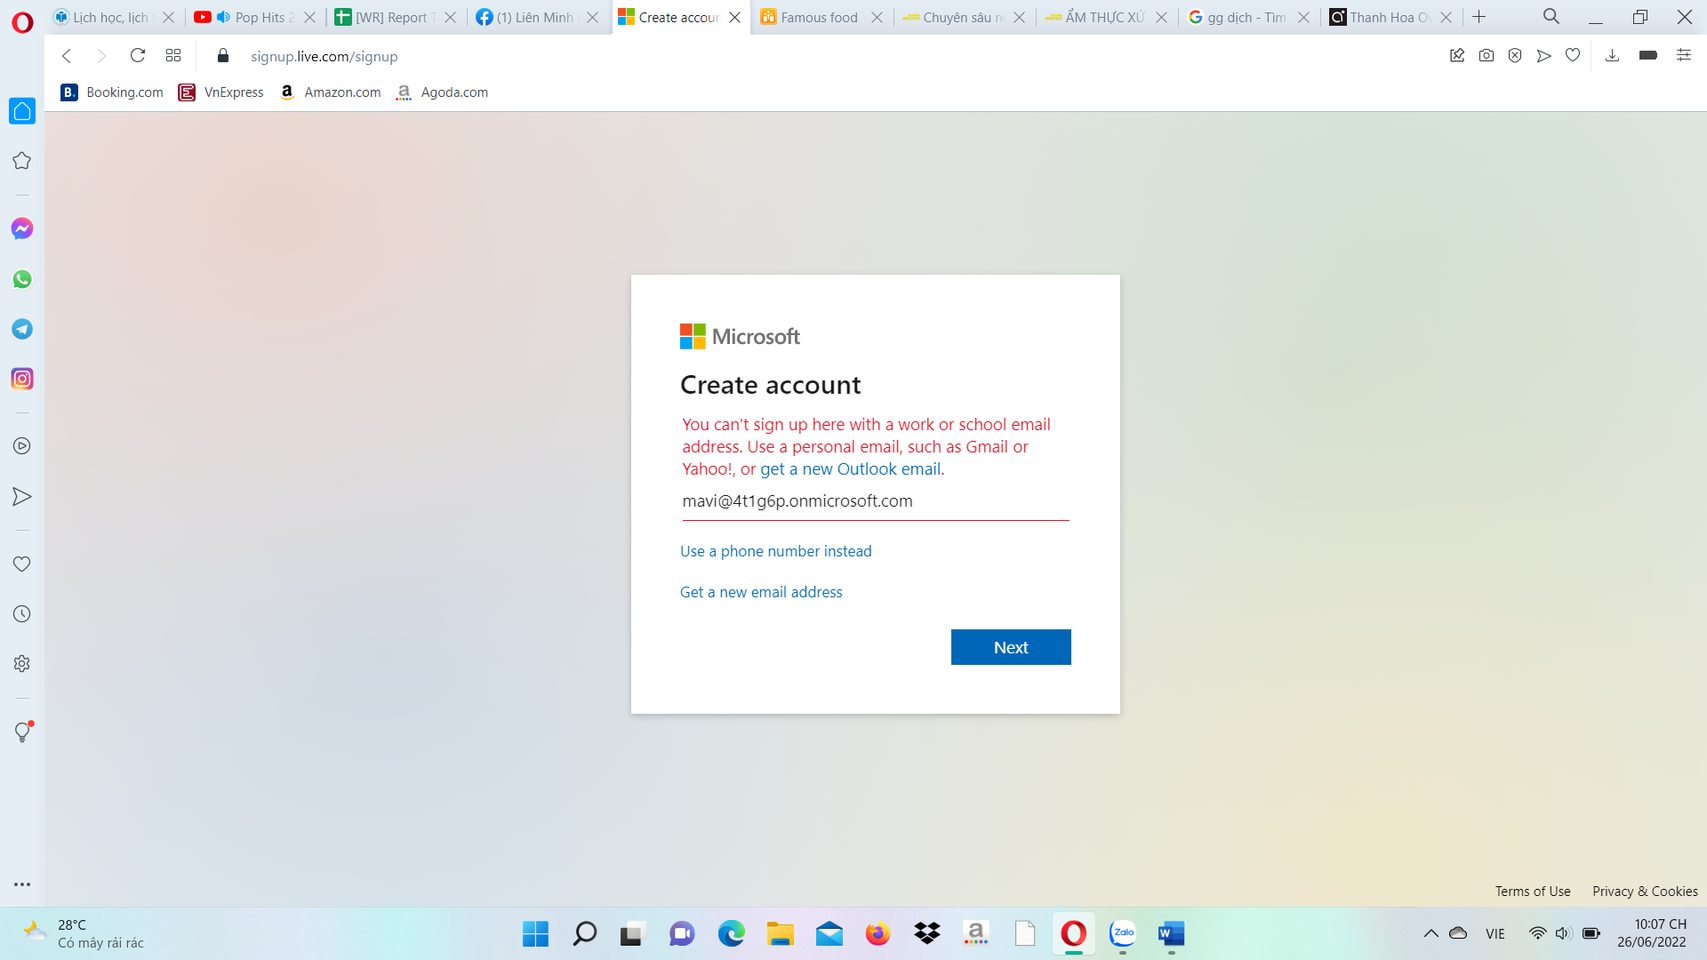 Lịch học, lịch
Pop Hits 2
[WR] Report T
(1) Liên Minh
Create accoun
Famous food
Chuyên sâu
ẨM THỰC XỨ
gg dịch - Tìm
Thanh Hoa
signup.live.com/signup
Booking.com
VnExpress
Amazon.com
Agoda.com
Microsoft
Create account
You can't sign up here with a work or school email
address. Use a personal email, such as Gmail or
Yahoo!, or get a new Outlook email.
mavi@4t1g6p.onmicrosoft.com
Use a phone number instead
Get a new email address
Next
Terms of Use
Privacy & Cookies
28°C
Có mây rải rác
Zalo
VIE
10:07 CH
26/06/2022